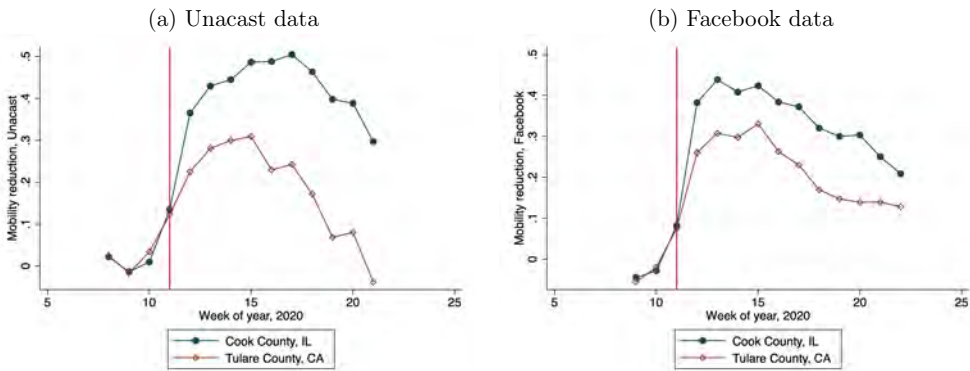 (a) Unacast data
Mobility reduction, Unacast
.5
.4
.3
.2
.1
0
5
10
15
20
25
Week of year, 2020
Cook County, IL
Tulare County, CA
(b) Facebook data
Mobility reduction, Facebook
.5
.4
.3
.2
.1
0
5
10
15
20
25
Week of year, 2020
Cook County, IL
Tulare County, CA